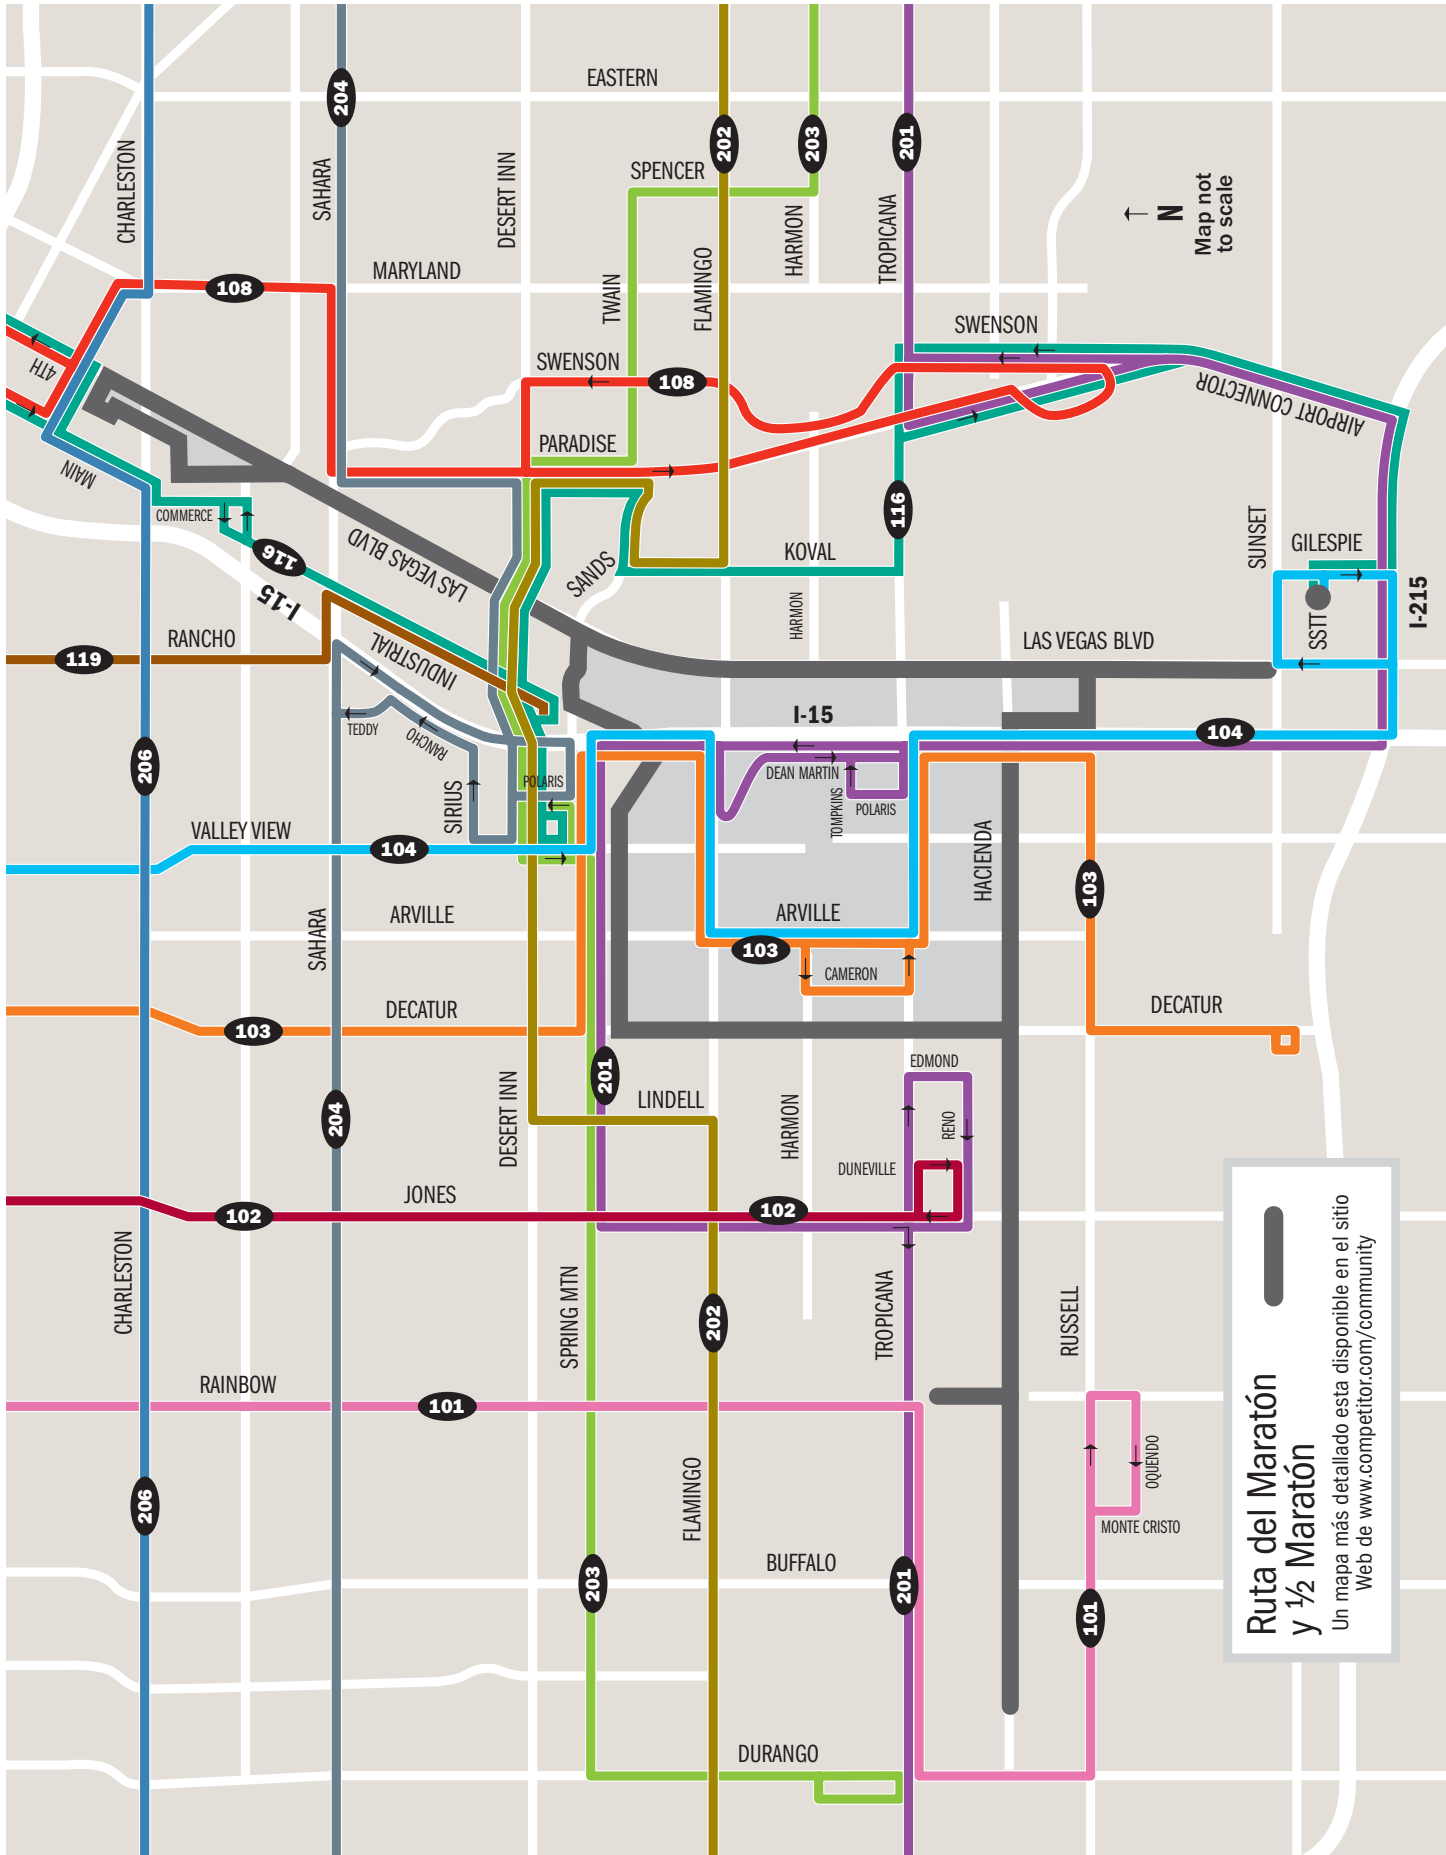 EASTERN
204
202
203
201
CHARLESTON
SAHARA
DESERT INN
SPENCER
HARMON
TROPICANA
N
Map not
to scale
MARYLAND
108
TWAIN
FLAMINGO
SWENSON
4TH
SWENSON
108
AIRPORT CONNECTOR
PARADISE
MAIN
COMMERCE
116
LAS VEGAS BLVD
116
SUNSET
GILESPIE
KOVAL
SANDS
I-15
HARMON
SSTT
I-215
RANCHO
119
INDUSTRIAL
LAS VEGAS BLVD
TEDDY
RANCHO
I-15
104
206
POLARIS
DEAN MARTIN
TOMPKINS
POLARIS
SIRIUS
VALLEY VIEW
104
HACIENDA
103
ARVILLE
ARVILLE
SAHARA
103
CAMERON
DECATUR
103
DECATUR
201
EDMOND
204
DESERT INN
LINDELL
HARMON
RENO
DUNEVILLE
JONES
102
102
CHARLESTON
SPRING MTN
202
TROPICANA
RUSSELL
RAINBOW
101
206
FLAMINGO
OQUENDO
MONTE CRISTO
BUFFALO
203
201
101
DURANGO
Ruta del Maratón
y ½ Maratón
Un mapa más detallado esta disponible en el sitio
Web de www.competitor.com/community